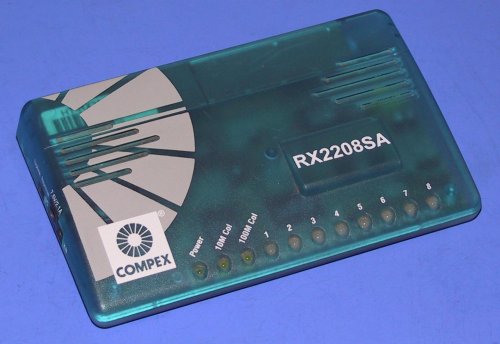 RX2208SA
Power
10M Col
100M Col
1 2 3 4 5 6 7 8
®
COMPEX